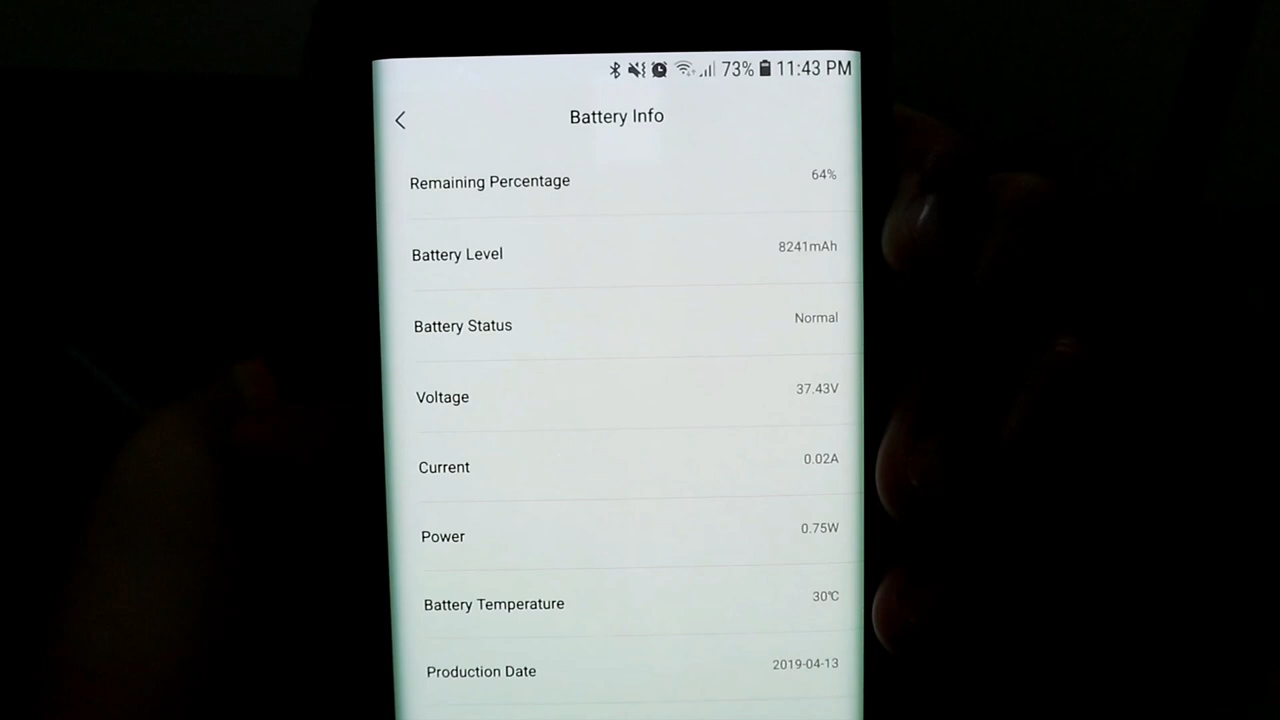 73% 11:43 PM
Battery Info
Remaining Percentage 64%
Battery Level 8241mAh
Battery Status Normal
Voltage 37.43V
Current 0.02A
Power 0.75W
Battery Temperature 30℃
Production Date 2019-04-13